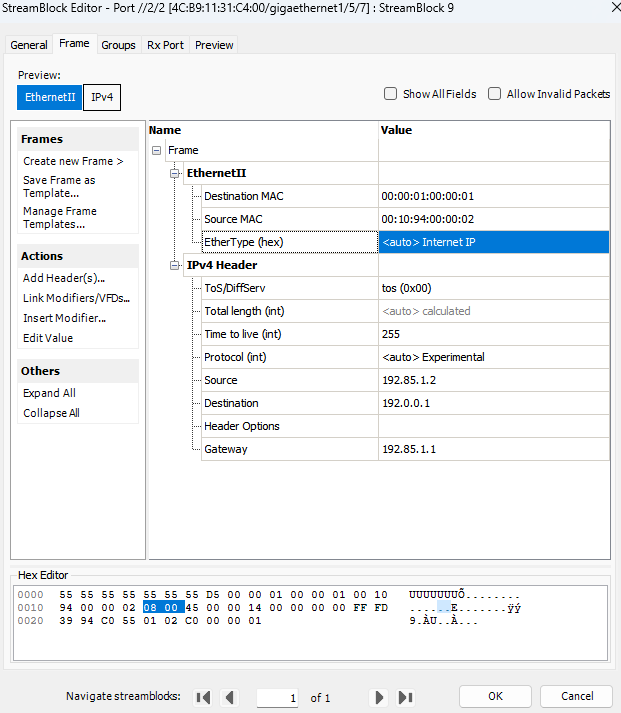 StreamBlock Editor - Port //2/2 [4C:B9:11:31:C4:00/gigaethernet1/5/7] : StreamBlock 9
General Frame Groups Rx Port Preview
Preview:
EthernetII IPv4
Show All Fields Allow Invalid Packets
Frames
Create new Frame >
Save Frame as
Template...
Manage Frame
Templates...
Actions
Add Header(s)...
Link Modifiers/VFDs...
Insert Modifier...
Edit Value
Others
Expand All
Collapse All
Name Value
Frame
EthernetII
Destination MAC 00:00:01:00:00:01
Source MAC 00:10:94:00:00:02
EtherType (hex) <auto> Internet IP
IPv4 Header
ToS/DiffServ tos (0x00)
Total length (int) <auto> calculated
Time to live (int) 255
Protocol (int) <auto> Experimental
Source 192.85.1.2
Destination 192.0.0.1
Header Options
Gateway 192.85.1.1
Hex Editor
0000 55 55 55 55 55 55 55 D5 00 00 01 00 00 01 00 10 UUUUUUUÕ........
0010 94 00 00 02 08 00 45 00 00 14 00 00 00 00 FF FD ......E.......ÿý
0020 39 94 C0 55 01 02 C0 00 00 01 9.ÀU..À...
Navigate streamblocks: 1 of 1 OK Cancel